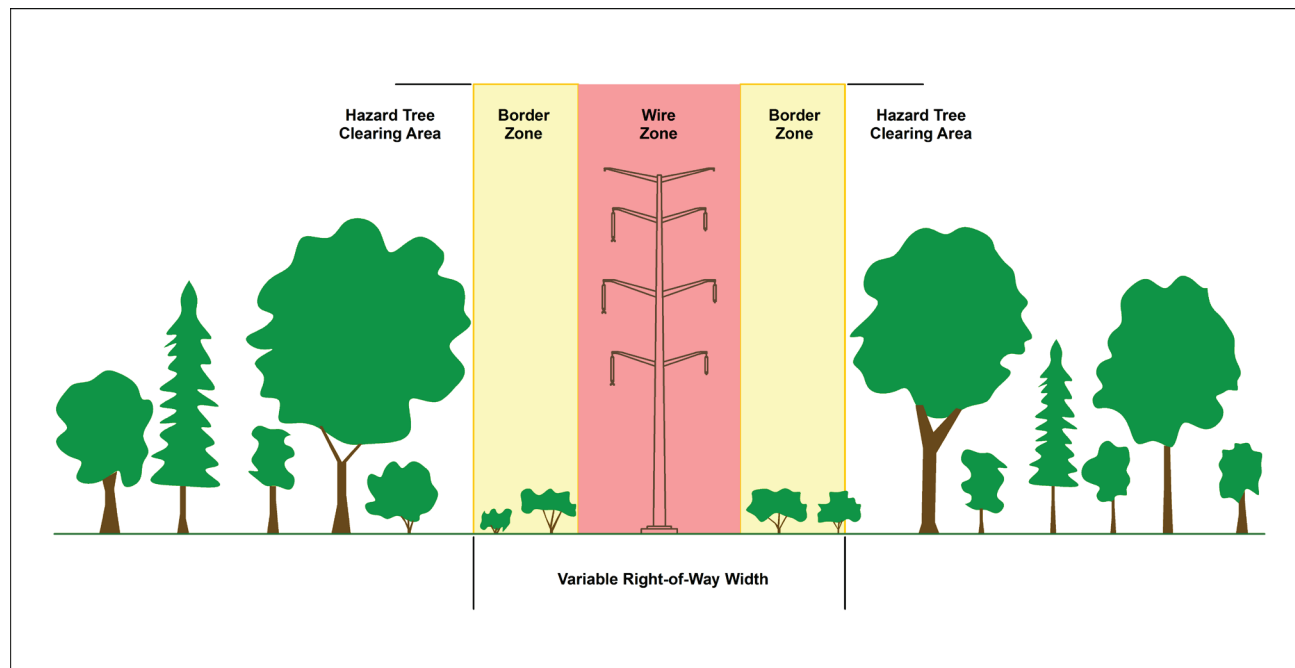 Hazard Tree
Clearing Area
Border
Zone
Wire
Zone
Border
Zone
Hazard Tree
Clearing Area
Variable Right-of-Way Width